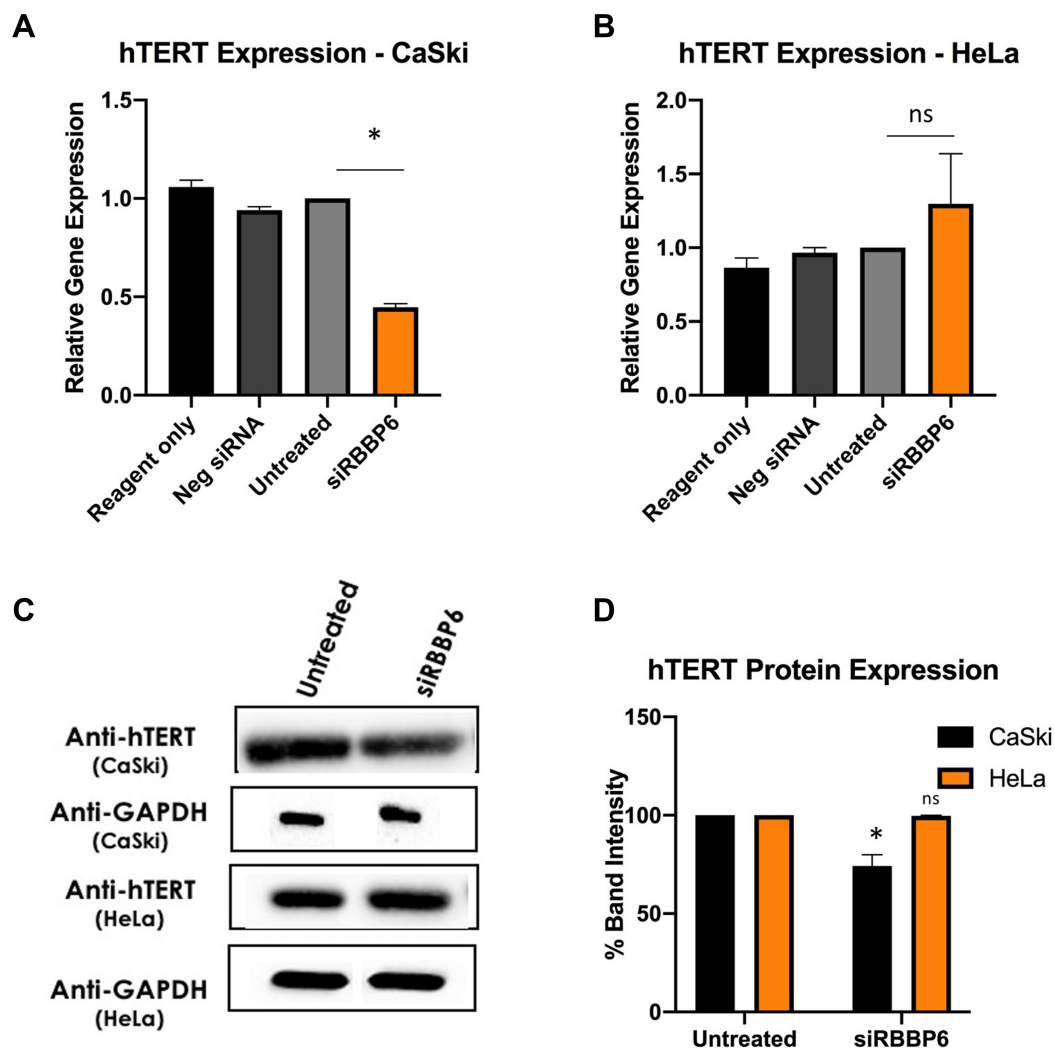 A
hTERT Expression - CaSki
Relative Gene Expression
1.5
1.0
0.5
0.0
*
Reagent only
Neg siRNA
Untreated
siRBBP6
B
hTERT Expression - HeLa
Relative Gene Expression
2.0
1.5
1.0
0.5
0.0
ns
Reagent only
Neg siRNA
Untreated
siRBBP6
C
Untreated
siRBBP6
Anti-hTERT
(CaSki)
Anti-GAPDH
(CaSki)
Anti-hTERT
(HeLa)
Anti-GAPDH
(HeLa)
D
hTERT Protein Expression
% Band Intensity
150
100
50
0
CaSki
HeLa
*
ns
Untreated
siRBBP6